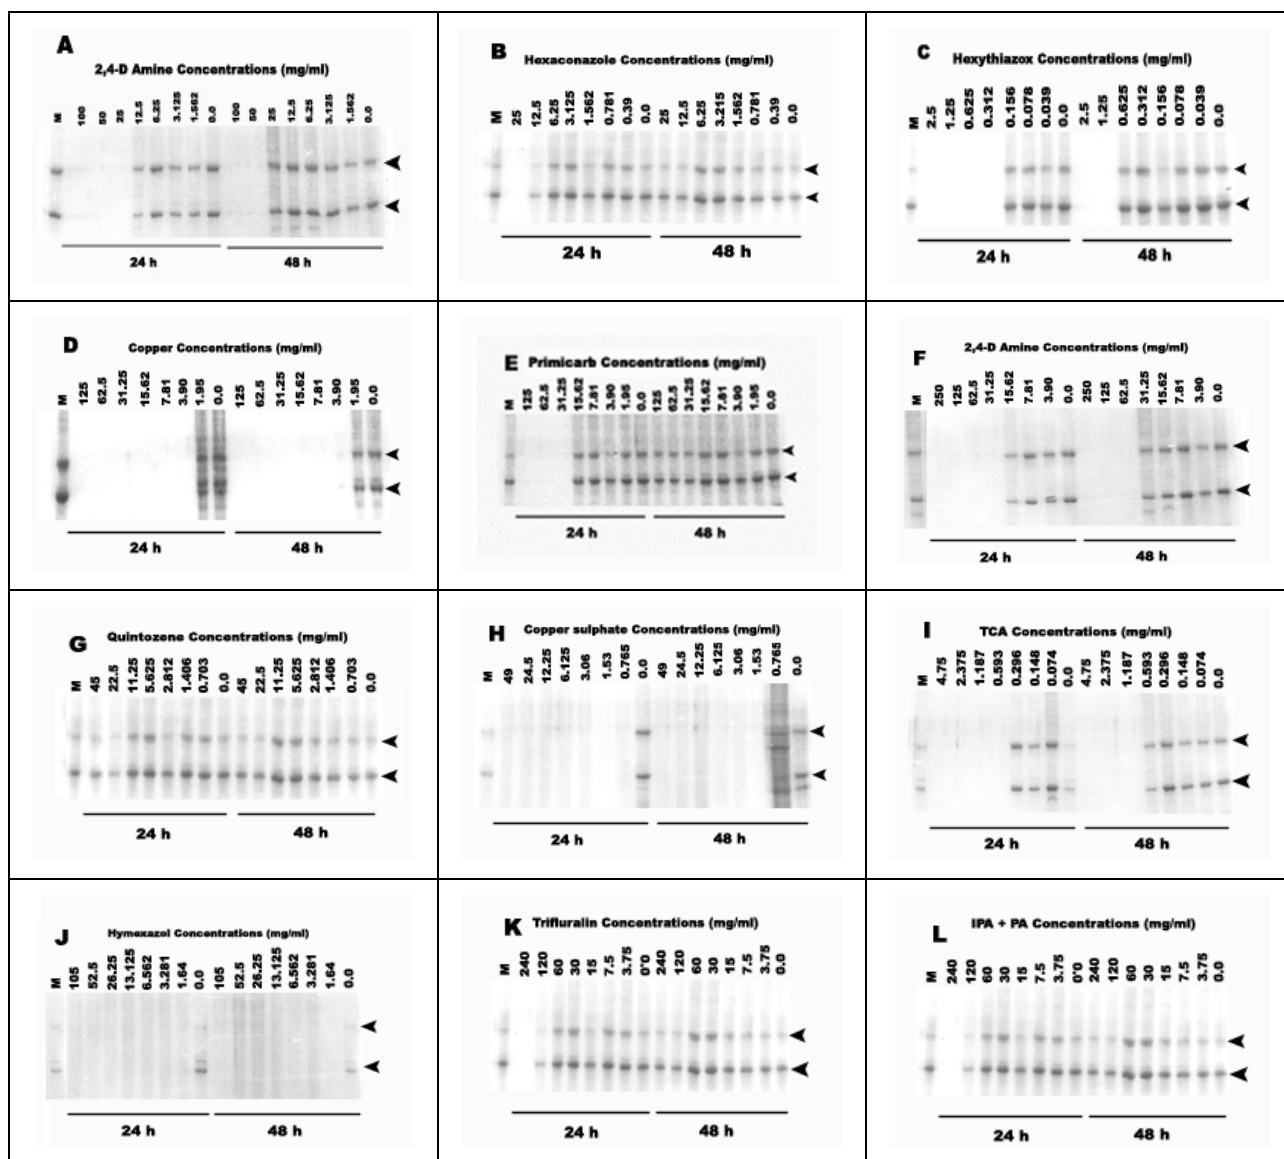 A
2,4-D Amine Concentrations (mg/ml)
M 100 50 25 12.5 6.25 3.125 1.562 0.0 100 50 25 12.5 6.25 3.125 1.562 0.0
24 h 48 h
B
Hexaconazole Concentrations (mg/ml)
M 25 12.5 6.25 3.125 1.562 0.781 0.39 0.0 25 12.5 6.25 3.215 1.562 0.781 0.39 0.0
24 h 48 h
C
Hexythiazox Concentrations (mg/ml)
M 2.5 1.25 0.625 0.312 0.156 0.078 0.039 0.0 2.5 1.25 0.625 0.312 0.156 0.078 0.039 0.0
24 h 48 h
D
Copper Concentrations (mg/ml)
M 125 62.5 31.25 15.62 7.81 3.90 1.95 0.0 125 62.5 31.25 15.62 7.81 3.90 1.95 0.0
24 h 48 h
E
Primicarb Concentrations (mg/ml)
M 125 62.5 31.25 15.62 7.81 3.90 1.95 0.0 125 62.5 31.25 15.62 7.81 3.90 1.95 0.0
24 h 48 h
F
2,4-D Amine Concentrations (mg/ml)
M 250 125 62.5 31.25 15.62 7.81 3.90 0.0 250 125 62.5 31.25 15.62 7.81 3.90 0.0
24 h 48 h
G
Quintozene Concentrations (mg/ml)
M 45 22.5 11.25 5.625 2.812 1.406 0.703 0.0 45 22.5 11.25 5.625 2.812 1.406 0.703 0.0
24 h 48 h
H
Copper sulphate Concentrations (mg/ml)
M 49 24.5 12.25 6.125 3.06 1.53 0.765 0.0 49 24.5 12.25 6.125 3.06 1.53 0.765 0.0
24 h 48 h
I
TCA Concentrations (mg/ml)
M 4.75 2.375 1.187 0.593 0.296 0.148 0.074 0.0 4.75 2.375 1.187 0.593 0.296 0.148 0.074 0.0
24 h 48 h
J
Hymexazol Concentrations (mg/ml)
M 105 52.5 26.25 13.125 6.562 3.281 1.64 0.0 105 52.5 26.25 13.125 6.562 3.281 1.64 0.0
24 h 48 h
K
Trifluralin Concentrations (mg/ml)
M 240 120 60 30 15 7.5 3.75 0'0 240 120 60 30 15 7.5 3.75 0.0
24 h 48 h
L
IPA + PA Concentrations (mg/ml)
M 240 120 60 30 15 7.5 3.75 0'0 240 120 60 30 15 7.5 3.75 0.0
24 h 48 h